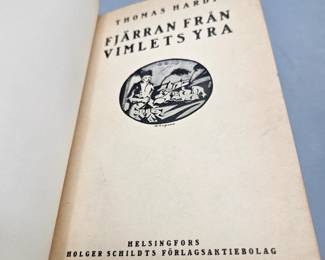 THOMAS HARDY
FJÄRRAN FRÅN
VIMLETS YRA
HELSINGFORS
HOLGER SCHILDTS FÖRLAGSAKTIEBOLAG